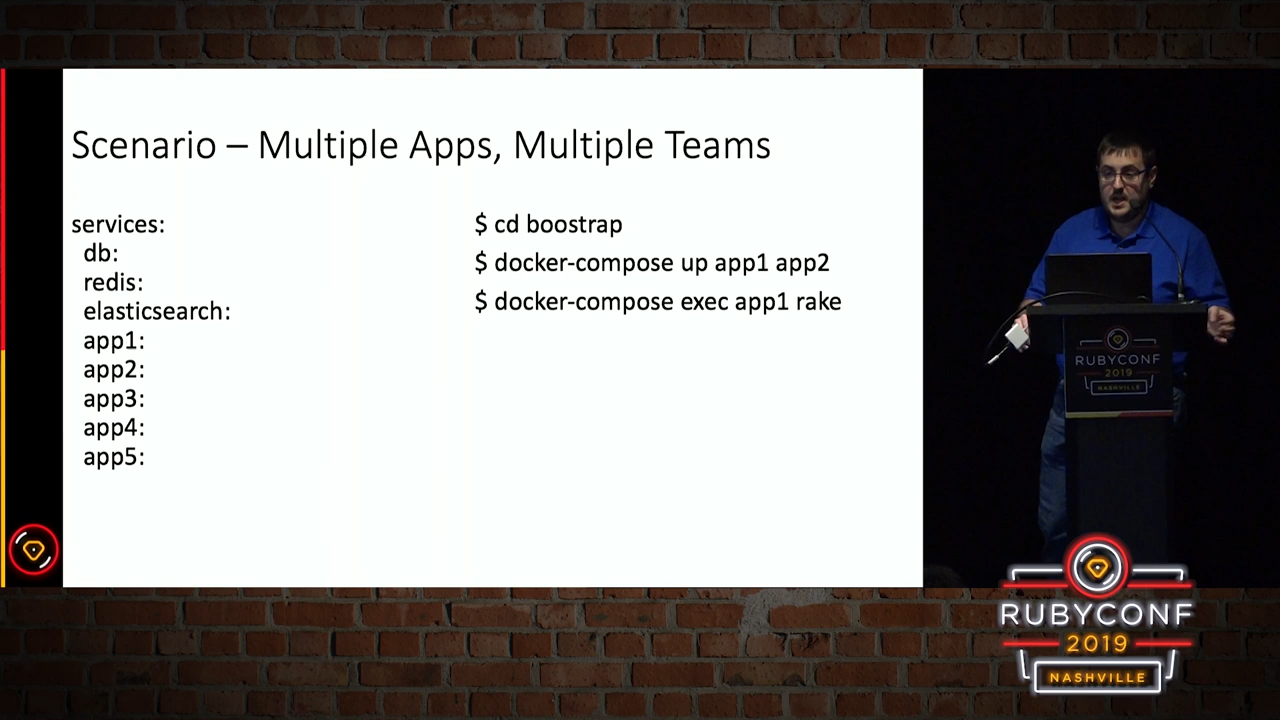 Scenario – Multiple Apps, Multiple Teams
services:
db:
redis:
elasticsearch:
app1:
app2:
app3:
app4:
app5:
$ cd boostrap
$ docker-compose up app1 app2
$ docker-compose exec app1 rake
RUBYCONF
2019
NASHVILLE
RUBYCONF
2019
NASHVILLE